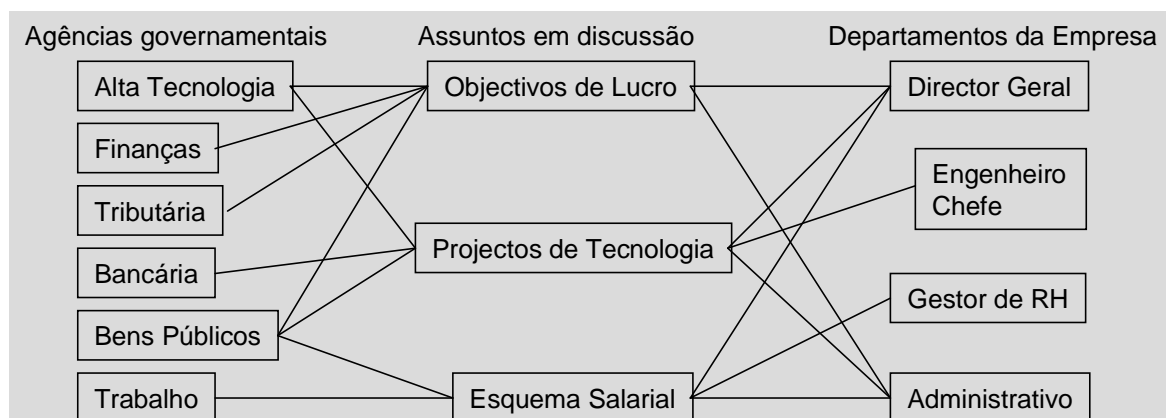 Agências governamentais
Assuntos em discussão
Departamentos da Empresa
Alta Tecnologia
Objectivos de Lucro
Director Geral
Finanças
Engenheiro
Chefe
Tributária
Projectos de Tecnologia
Bancária
Gestor de RH
Bens Públicos
Trabalho
Esquema Salarial
Administrativo